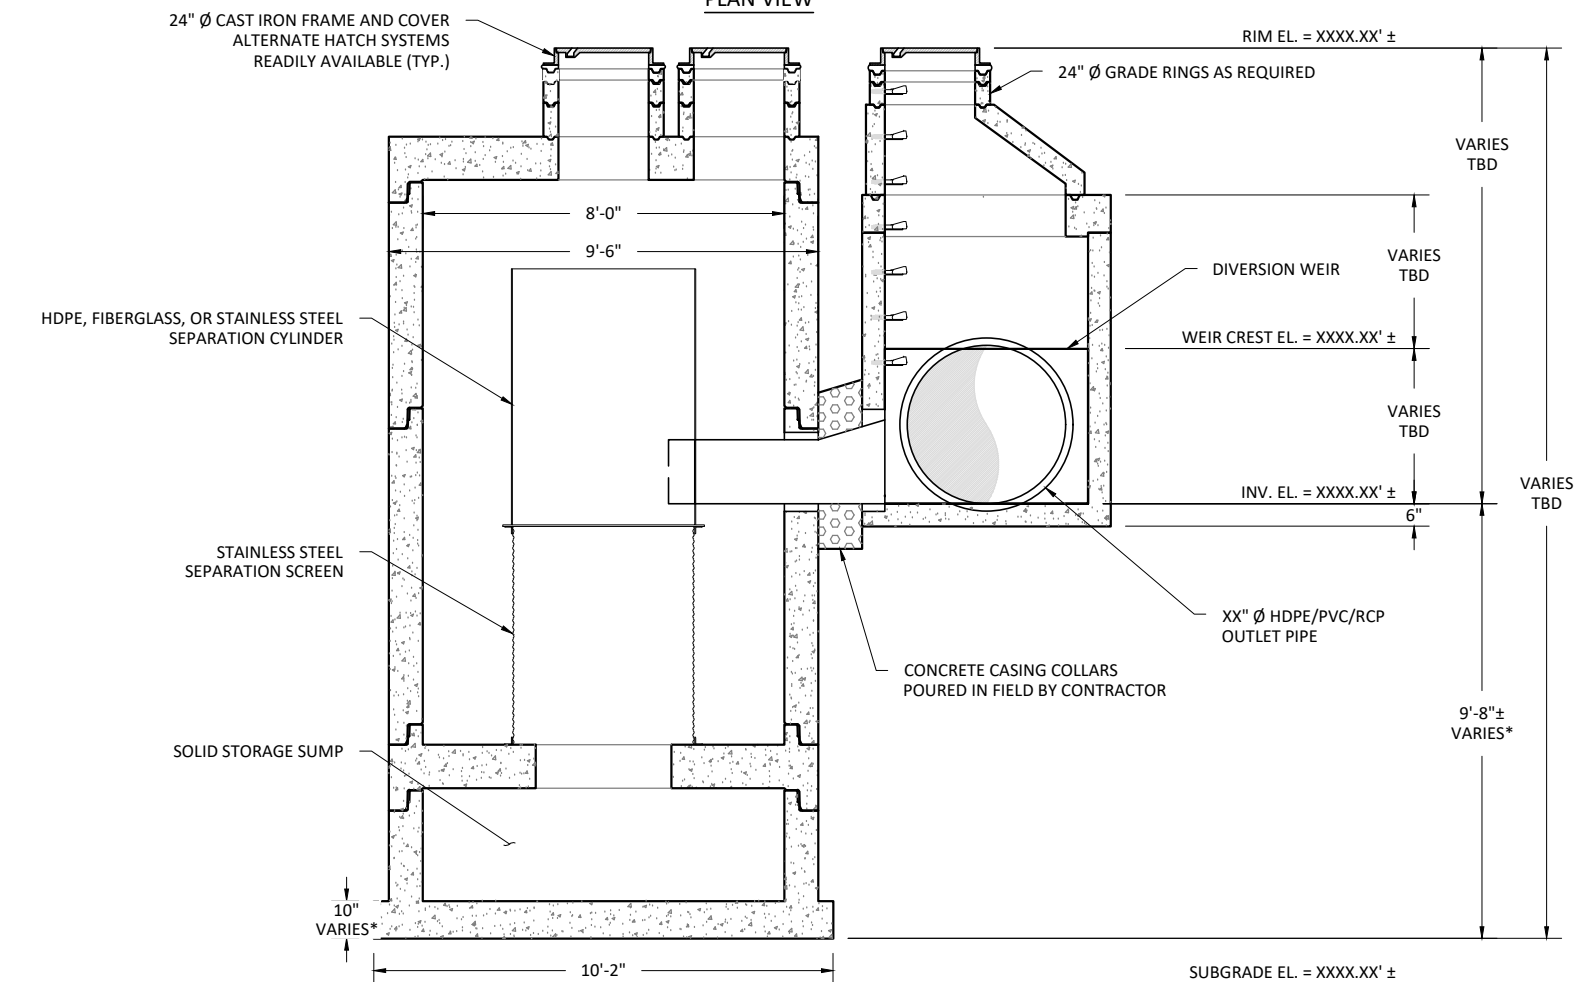 PLAN VIEW
24" Ø CAST IRON FRAME AND COVER
ALTERNATE HATCH SYSTEMS
READILY AVAILABLE (TYP.)
RIM EL. = XXXX.XX' ±
24" Ø GRADE RINGS AS REQUIRED
VARIES
TBD
8'-0"
9'-6"
VARIES
TBD
DIVERSION WEIR
HDPE, FIBERGLASS, OR STAINLESS STEEL
SEPARATION CYLINDER
WEIR CREST EL. = XXXX.XX' ±
VARIES
TBD
VARIES
TBD
INV. EL. = XXXX.XX' ±
6"
STAINLESS STEEL
SEPARATION SCREEN
XX" Ø HDPE/PVC/RCP
OUTLET PIPE
CONCRETE CASING COLLARS
POURED IN FIELD BY CONTRACTOR
9'-8"±
VARIES*
SOLID STORAGE SUMP
10"
VARIES*
10'-2"
SUBGRADE EL. = XXXX.XX' ±